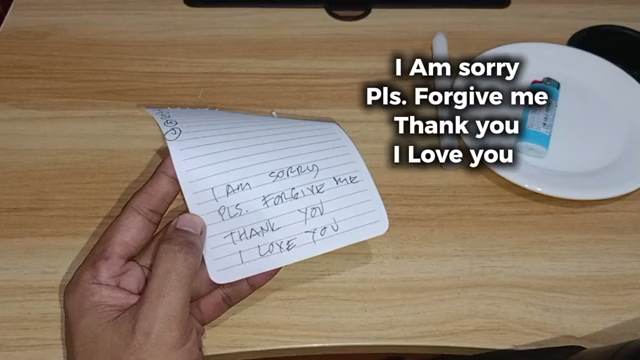 I Am sorry
Pls. Forgive me
Thank you
I Love you
I AM SORRY
PLS. FORGIVE ME
THANK YOU
I LOVE YOU